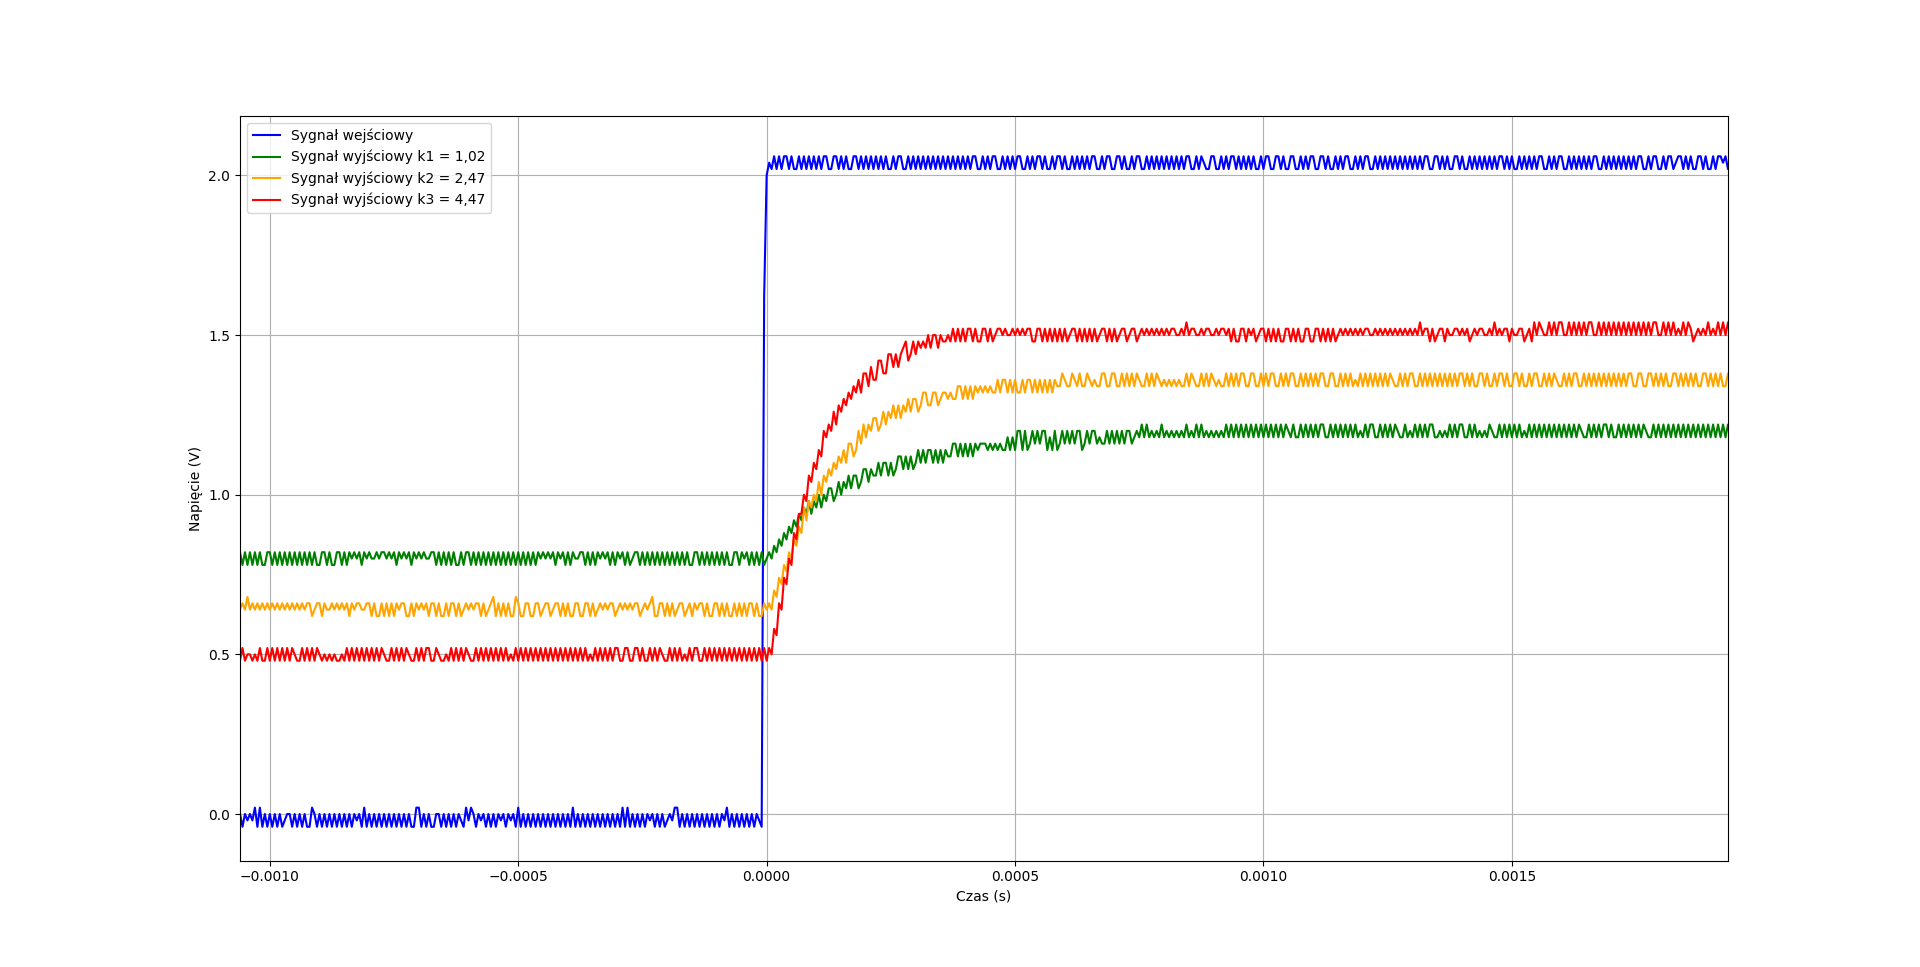 Sygnał wejściowy
Sygnał wyjściowy k1 = 1,02
Sygnał wyjściowy k2 = 2,47
Sygnał wyjściowy k3 = 4,47
2.0
1.5
1.0
0.5
0.0
Napięcie (V)
−0.0010 −0.0005 0.0000 0.0005 0.0010 0.0015
Czas (s)